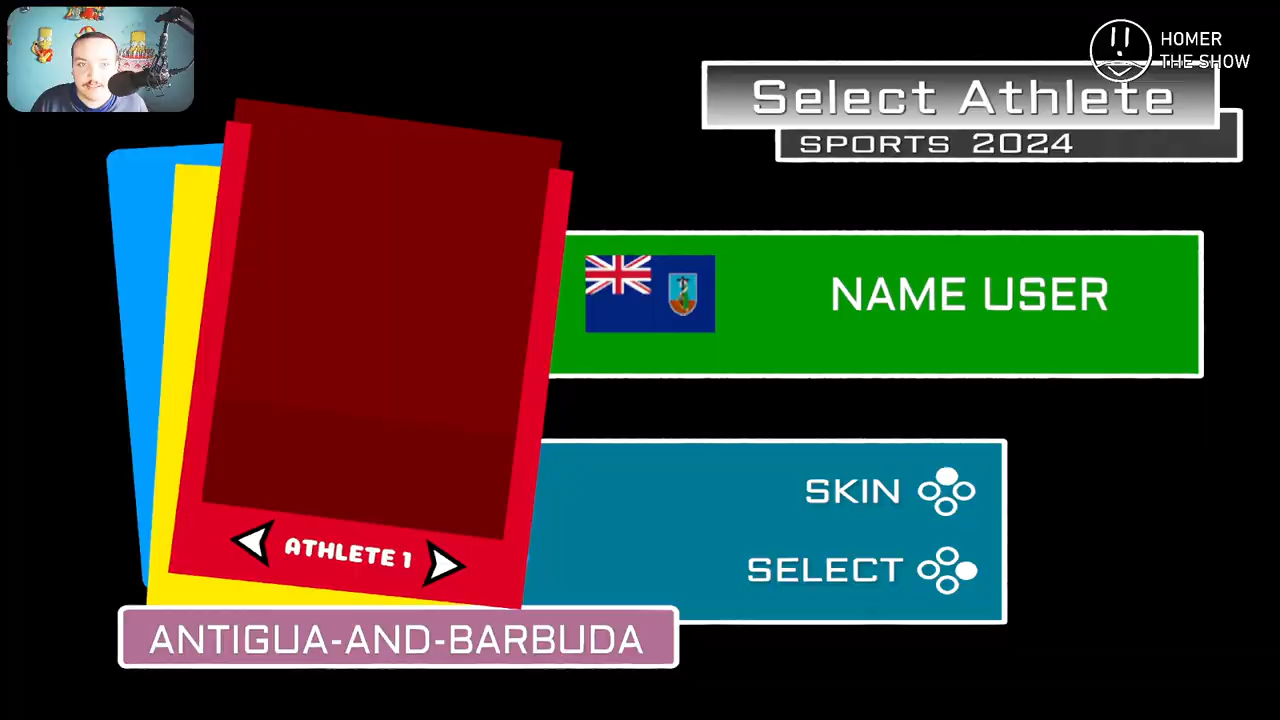 HOMER
THE SHOW
Select Athlete
SPORTS 2024
NAME USER
SKIN
SELECT
ATHLETE 1
ANTIGUA-AND-BARBUDA